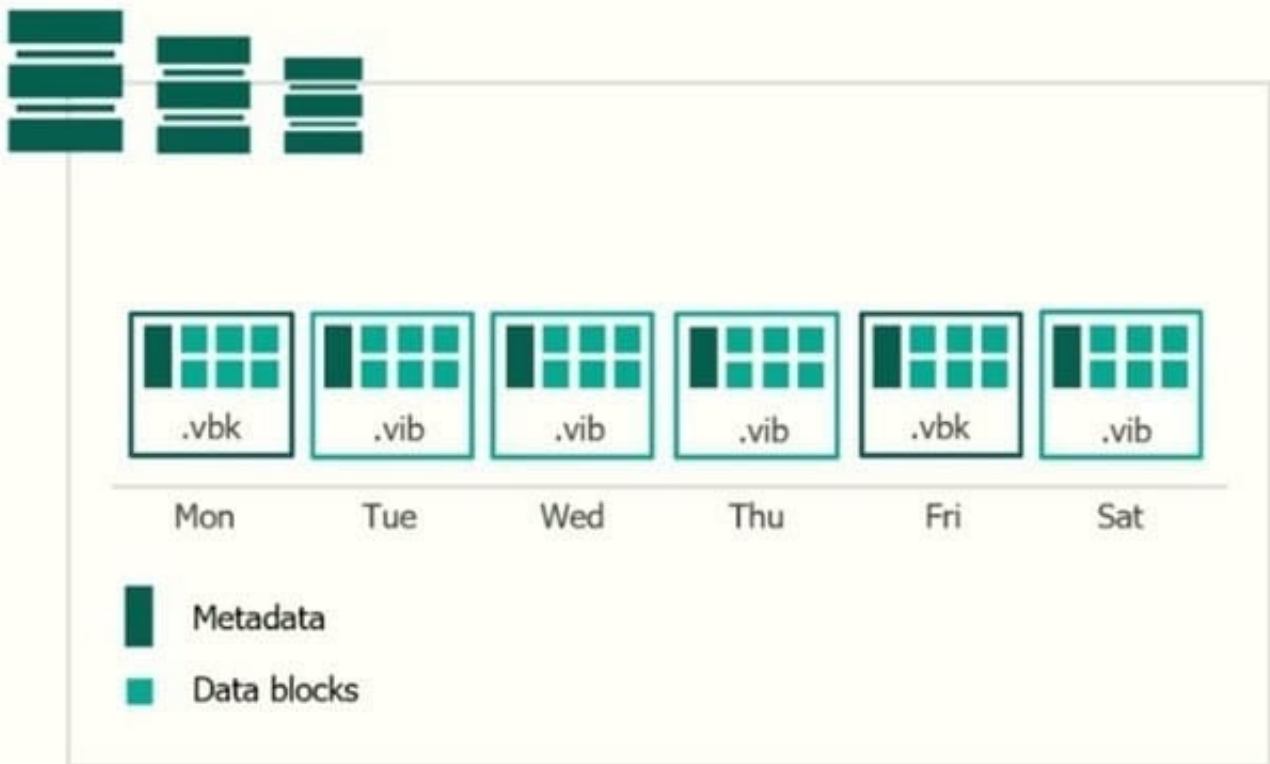 .vbk .vib .vib .vib .vbk .vib
Mon Tue Wed Thu Fri Sat
Metadata
Data blocks